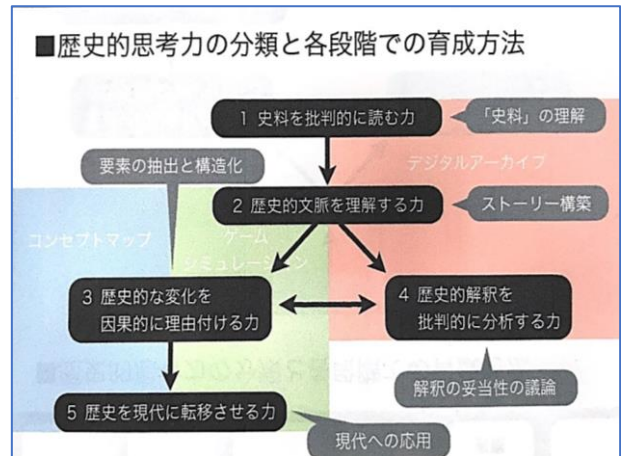 ■歴史的思考力の分類と各段階での育成方法
1 史料を批判的に読む力
「史料」の理解
要素の抽出と構造化
デジタルアーカイブ
2 歴史的文脈を理解する力
ストーリー構築
コンセプトマップ
ゲーム
シミュレーション
3 歴史的な変化を
因果的に理由付ける力
4 歴史的解釈を
批判的に分析する力
解釈の妥当性の議論
5 歴史を現代に転移させる力
現代への応用